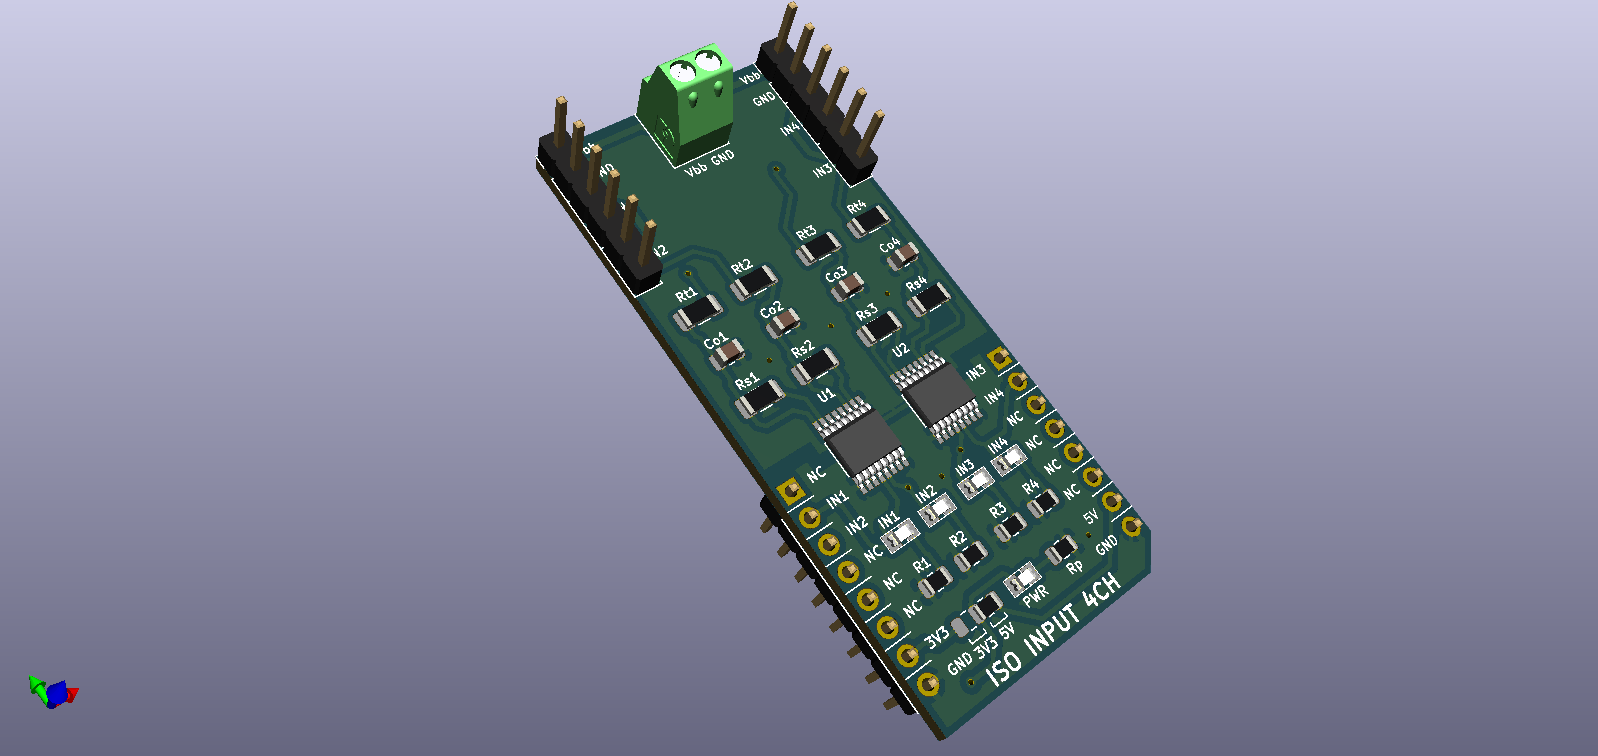 Vbb
GND
IN4
IN3
Vbb GND
Rt4
Rt3
Co4
Rt2
Co3
Rs4
Rt1
Co2
Rs3
Co1
Rs2
U2
Rs1
U1
IN3
IN4
NC
NC
NC
NC
5V
GND
NC
IN1
IN2
NC
NC
NC
3V3
GND
IN1
IN2
IN3
IN4
R1
R2
R3
R4
Rp
PWR
3V3 5V
ISO INPUT 4CH